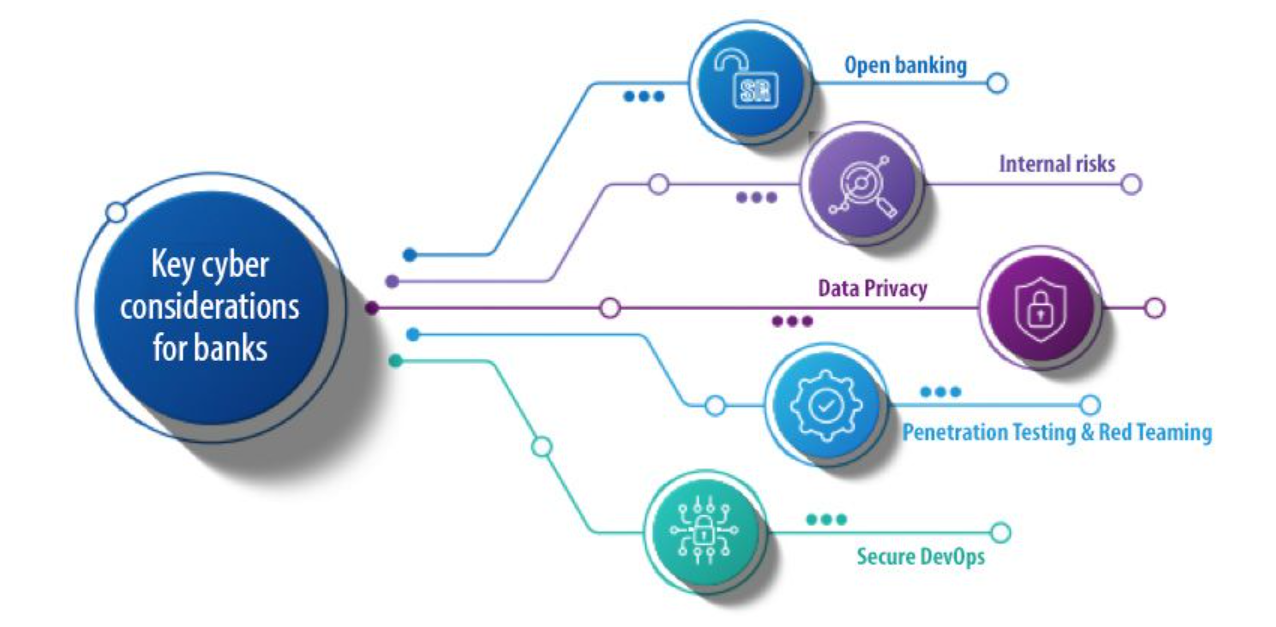 Key cyber
considerations
for banks
SR
Open banking
Internal risks
Data Privacy
Penetration Testing & Red Teaming
Secure DevOps